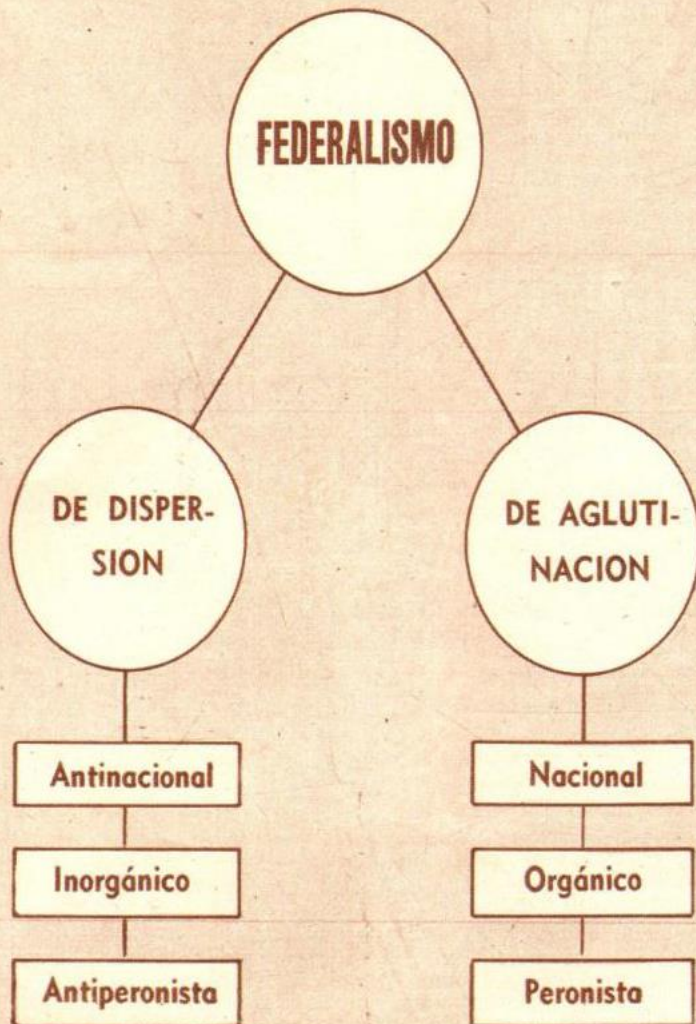 FEDERALISMO
DE DISPER-
SION
DE AGLUTI-
NACION
Antinacional
Nacional
Inorgánico
Orgánico
Antiperonista
Peronista